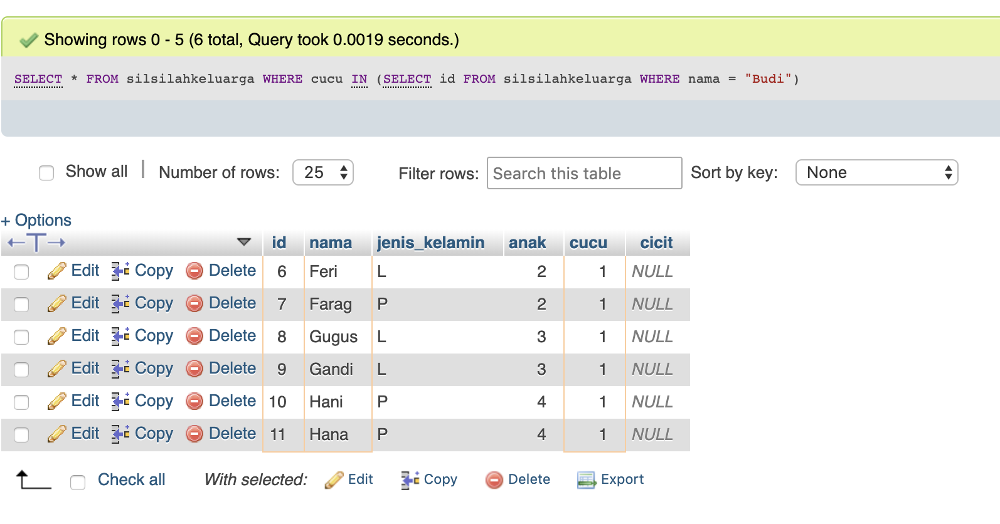 Showing rows 0 - 5 (6 total, Query took 0.0019 seconds.)
SELECT * FROM silsilahkeluarga WHERE cucu IN (SELECT id FROM silsilahkeluarga WHERE nama = "Budi")
Show all | Number of rows: 25 Filter rows: Search this table Sort by key: None
+ Options
id nama jenis_kelamin anak cucu cicit
Edit Copy Delete 6 Feri L 2 1 NULL
Edit Copy Delete 7 Farag P 2 1 NULL
Edit Copy Delete 8 Gugus L 3 1 NULL
Edit Copy Delete 9 Gandi L 3 1 NULL
Edit Copy Delete 10 Hani P 4 1 NULL
Edit Copy Delete 11 Hana P 4 1 NULL
Check all With selected: Edit Copy Delete Export